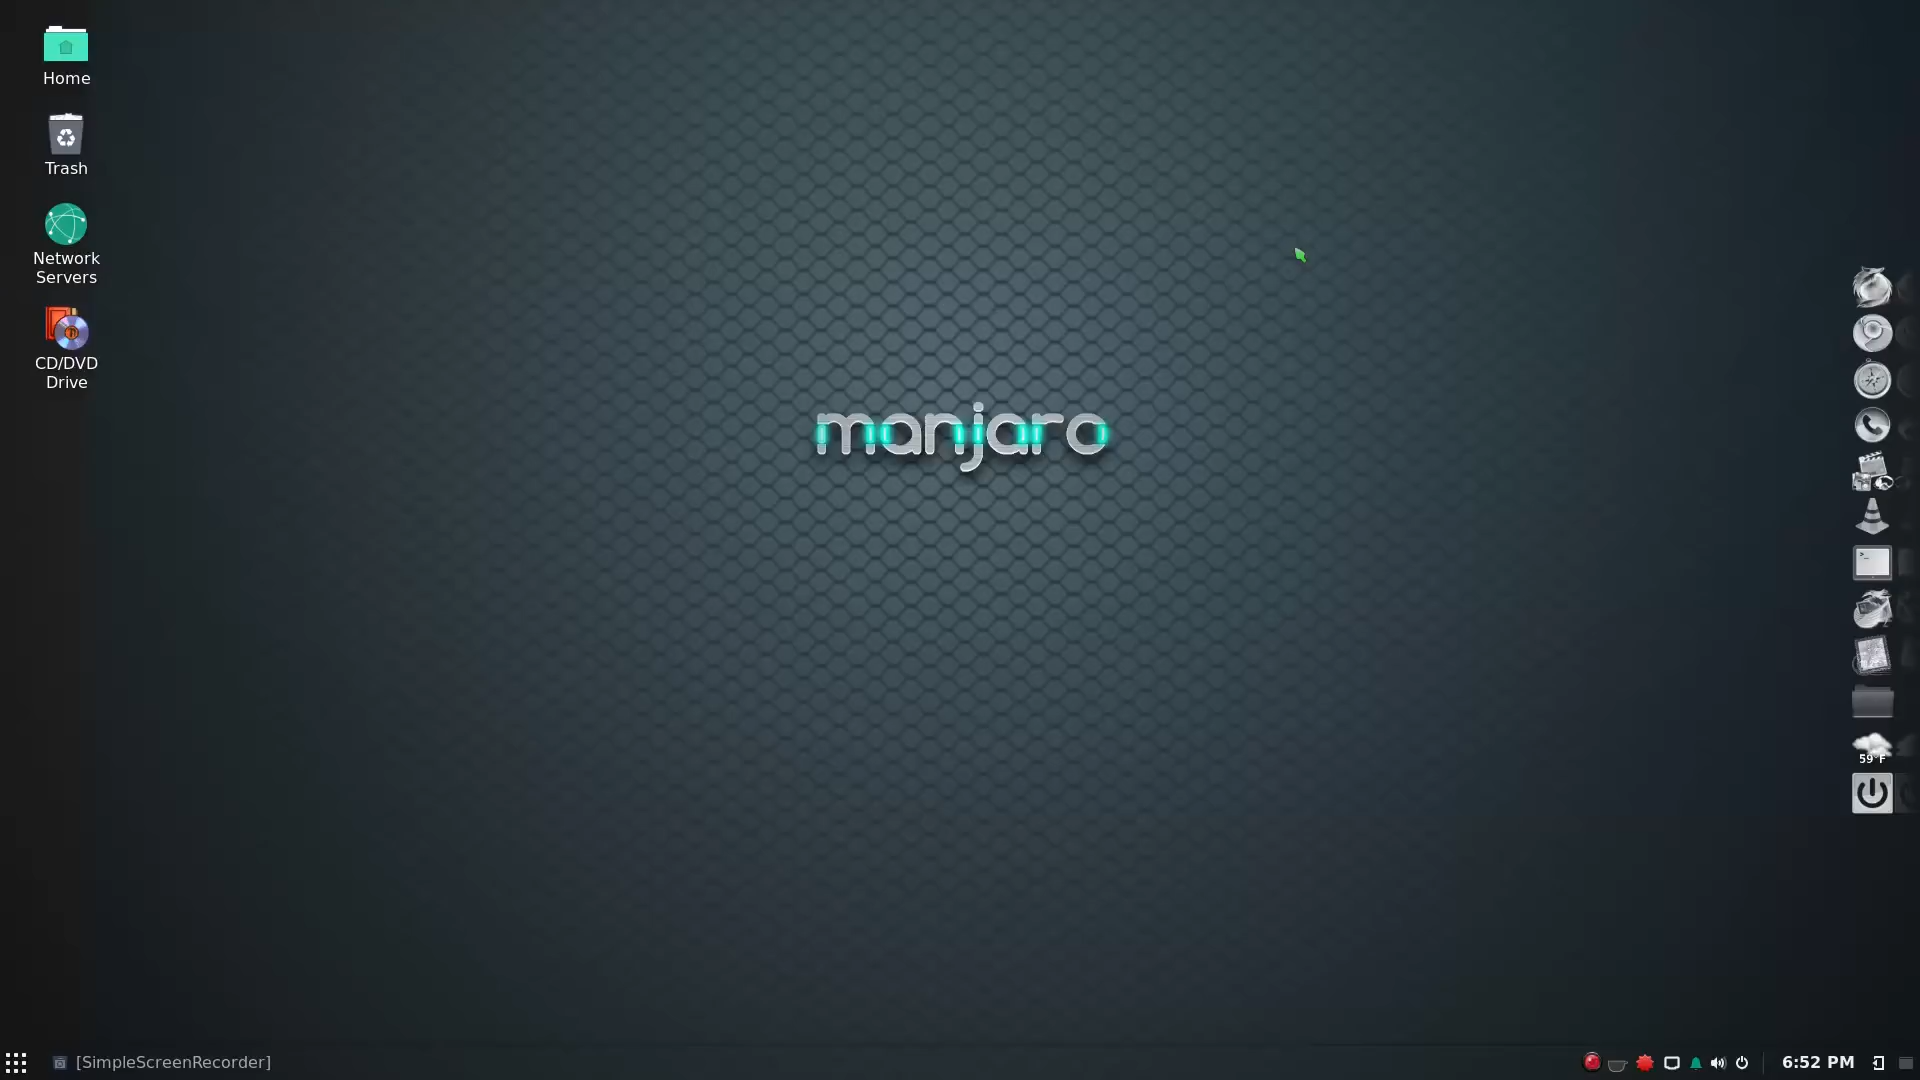 Home
Trash
Network
Servers
CD/DVD
Drive
manjaro
59°F
[SimpleScreenRecorder]
6:52 PM